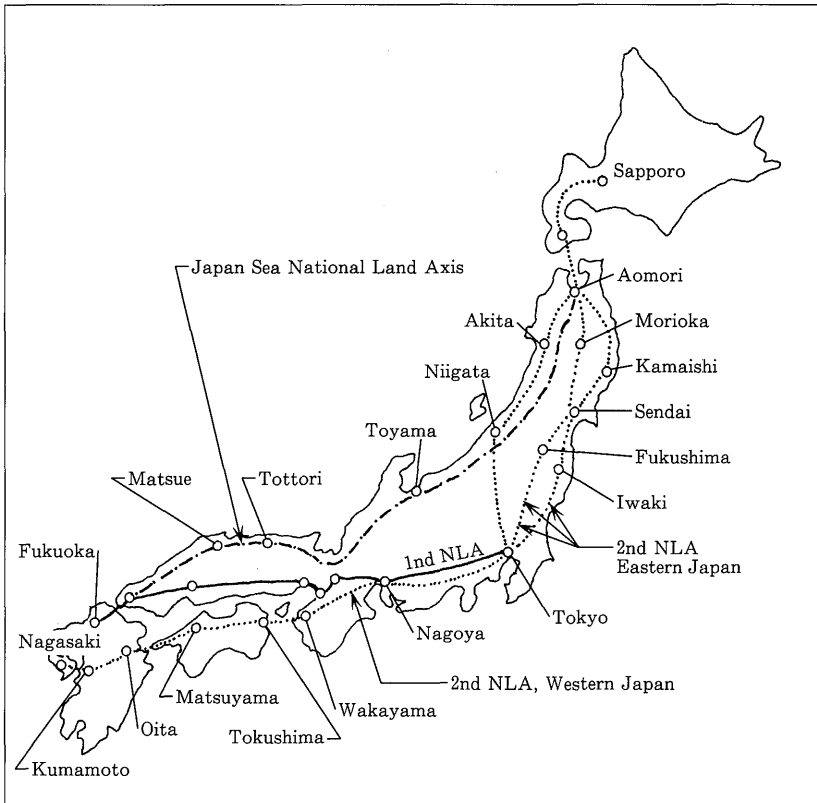 Sapporo
Japan Sea National Land Axis
Aomori
Akita
Morioka
Niigata
Kamaishi
Sendai
Toyama
Fukushima
Matsue
Tottori
Iwaki
Fukuoka
1nd NLA
2nd NLA
Eastern Japan
Tokyo
Nagasaki
Nagoya
2nd NLA, Western Japan
Matsuyama
Wakayama
Oita
Tokushima
Kumamoto